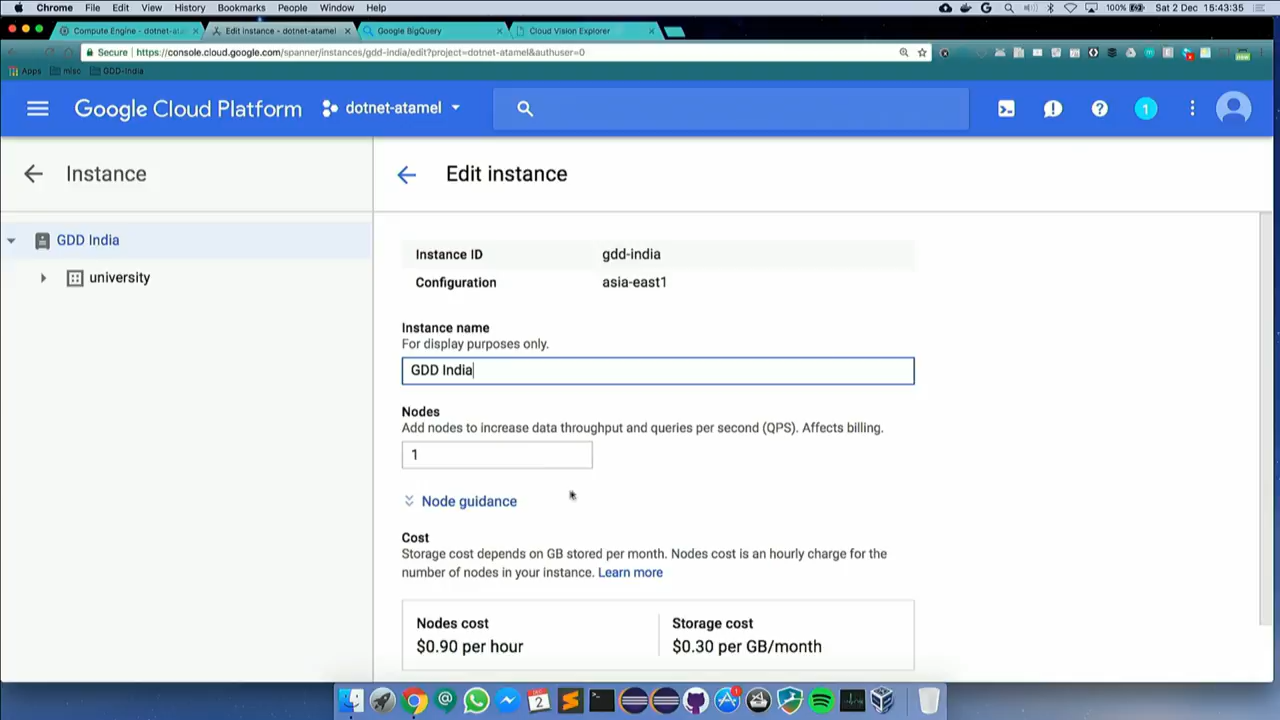 Chrome File Edit View History Bookmarks People Window Help 100% Sat 2 Dec 15:43:35
Compute Engine - dotnet-at Edit instance - dotnet-atamel Google BigQuery Cloud Vision Explorer
Secure https://console.cloud.google.com/spanner/instances/gdd-india/edit?project=dotnet-atamel&authuser=0
Apps misc GDD-India
Google Cloud Platform dotnet-atamel 1
Instance
Edit instance
GDD India
university
Instance ID gdd-india
Configuration asia-east1
Instance name
For display purposes only.
GDD India
Nodes
Add nodes to increase data throughput and queries per second (QPS). Affects billing.
1
Node guidance
Cost
Storage cost depends on GB stored per month. Nodes cost is an hourly charge for the
number of nodes in your instance. Learn more
Nodes cost Storage cost
$0.90 per hour $0.30 per GB/month